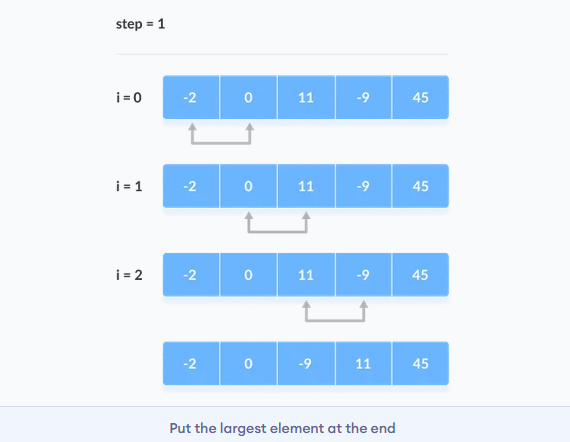 step = 1
i = 0 -2 0 11 -9 45
i = 1 -2 0 11 -9 45
i = 2 -2 0 11 -9 45
-2 0 -9 11 45
Put the largest element at the end